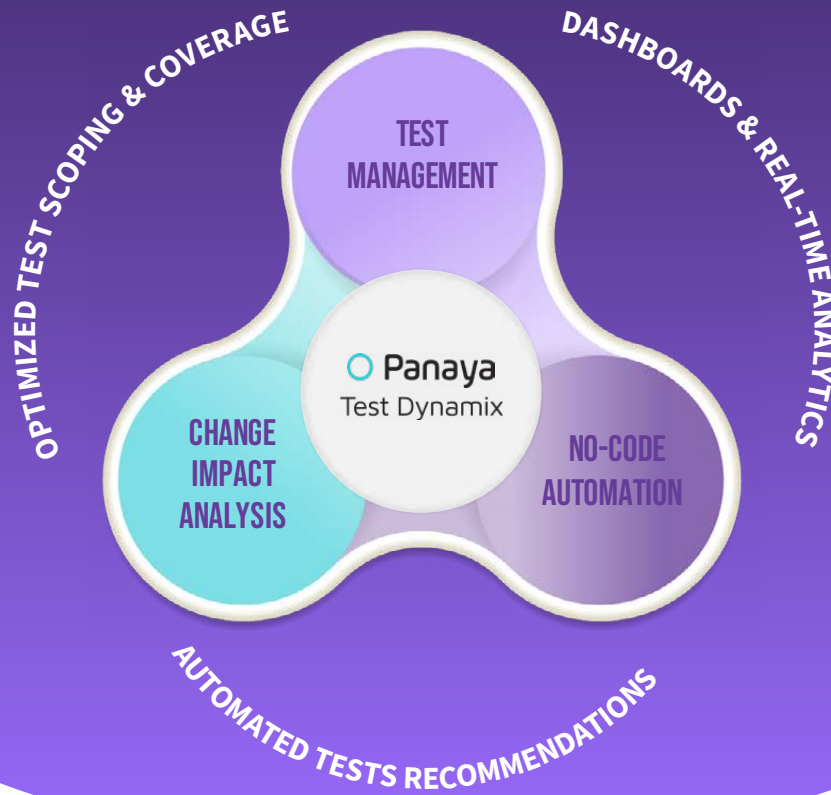 OPTIMIZED TEST SCOPING & COVERAGE
DASHBOARDS & REAL-TIME ANALYTICS
TEST
MANAGEMENT
Panaya
Test Dynamix
CHANGE
IMPACT
ANALYSIS
NO-CODE
AUTOMATION
AUTOMATED TESTS RECOMMENDATIONS